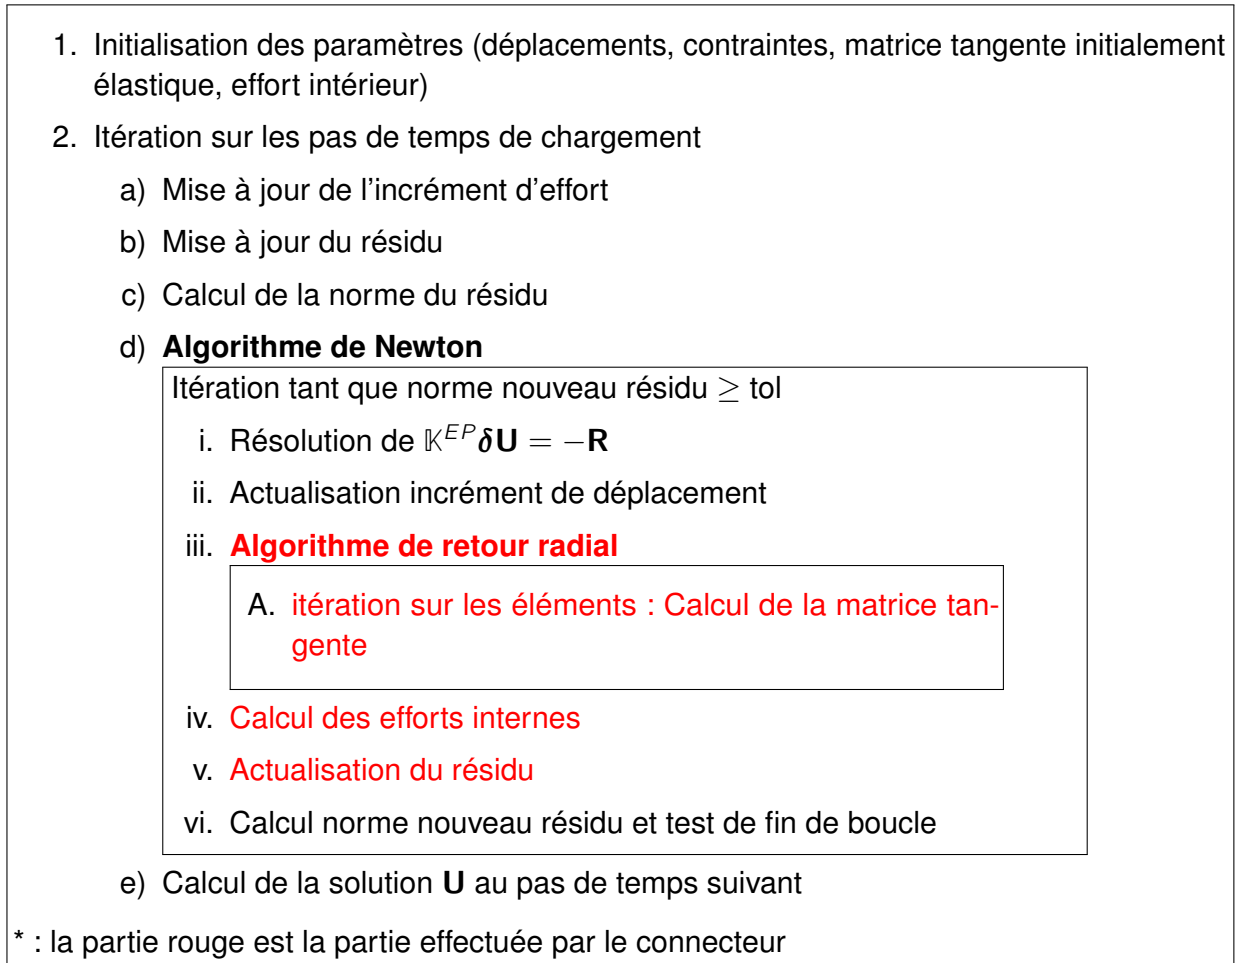 1. Initialisation des paramètres (déplacements, contraintes, matrice tangente initialement
élastique, effort intérieur)
2. Itération sur les pas de temps de chargement
a) Mise à jour de l'incrément d'effort
b) Mise à jour du résidu
c) Calcul de la norme du résidu
d) Algorithme de Newton
Itération tant que norme nouveau résidu ≥ tol
i. Résolution de 𝕂^{EP}δU = −R
ii. Actualisation incrément de déplacement
iii. Algorithme de retour radial
A. itération sur les éléments : Calcul de la matrice tan-
gente
iv. Calcul des efforts internes
v. Actualisation du résidu
vi. Calcul norme nouveau résidu et test de fin de boucle
e) Calcul de la solution U au pas de temps suivant
* : la partie rouge est la partie effectuée par le connecteur